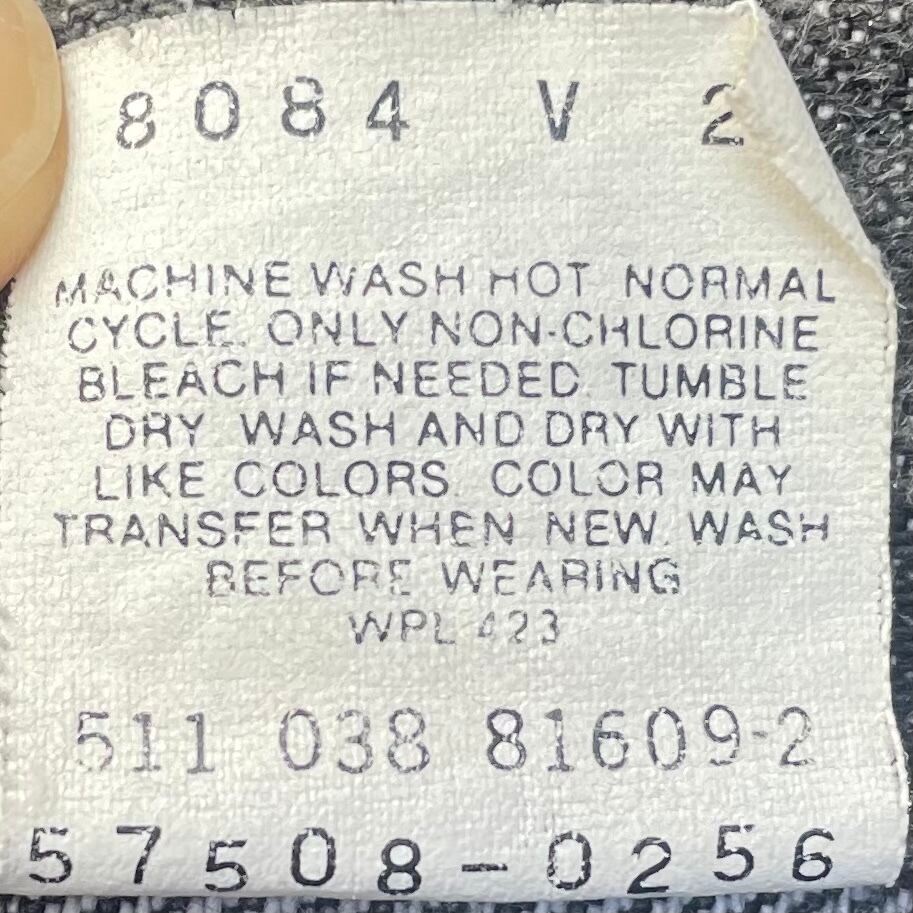 8084 V 2
MACHINE WASH HOT NORMAL
CYCLE. ONLY NON-CHLORINE
BLEACH IF NEEDED. TUMBLE
DRY WASH AND DRY WITH
LIKE COLORS. COLOR MAY
TRANSFER WHEN NEW. WASH
BEFORE WEARING
WPL 423
511 038 81609-2
57508-0256